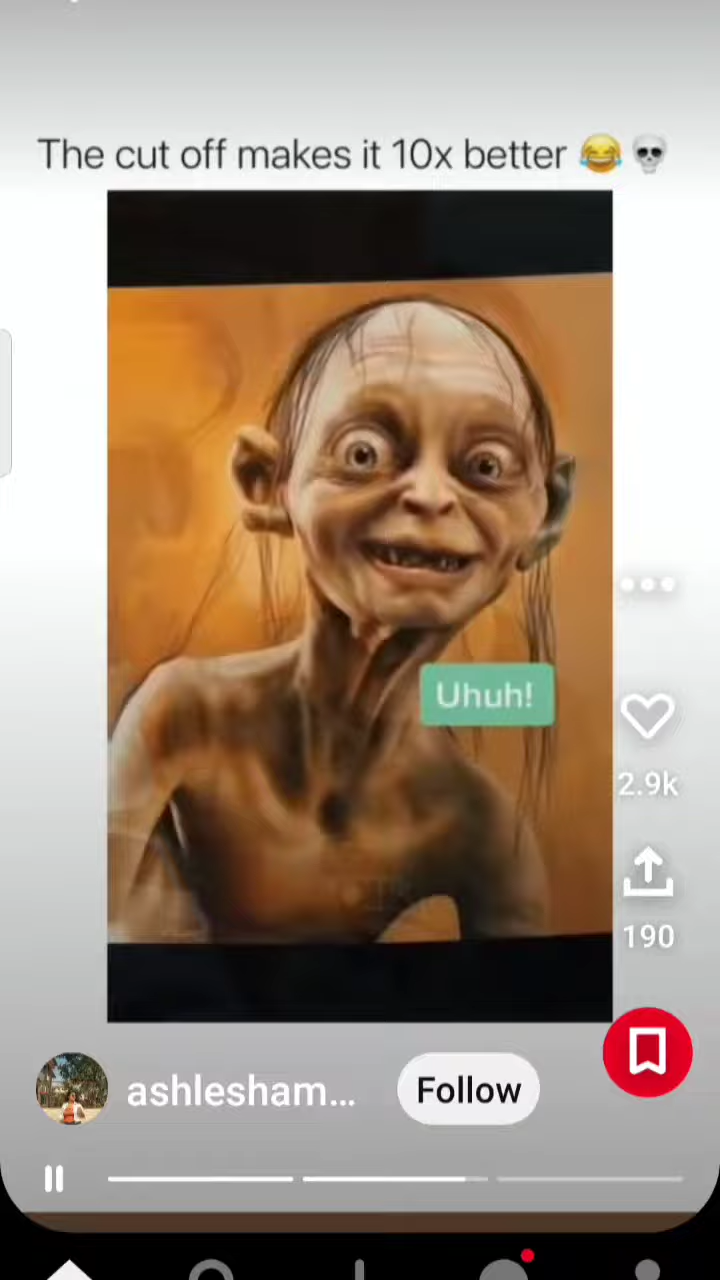 The cut off makes it 10x better 😂💀
Uhuh!
2.9k
190
ashlesham...
Follow